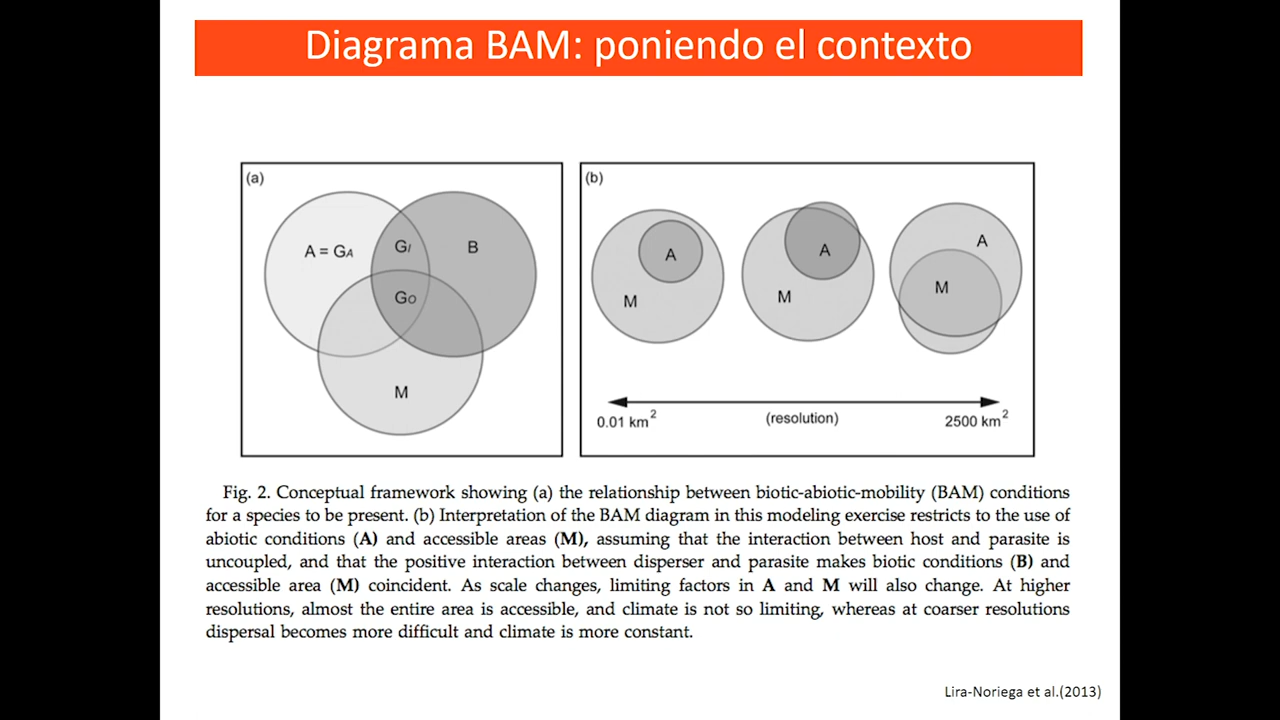 Diagrama BAM: poniendo el contexto
(a)
A = GA
GI
B
GO
M
(b)
A
M
A
M
A
M
0.01 km²
(resolution)
2500 km²
Fig. 2. Conceptual framework showing (a) the relationship between biotic-abiotic-mobility (BAM) conditions
for a species to be present. (b) Interpretation of the BAM diagram in this modeling exercise restricts to the use of
abiotic conditions (A) and accessible areas (M), assuming that the interaction between host and parasite is
uncoupled, and that the positive interaction between disperser and parasite makes biotic conditions (B) and
accessible area (M) coincident. As scale changes, limiting factors in A and M will also change. At higher
resolutions, almost the entire area is accessible, and climate is not so limiting, whereas at coarser resolutions
dispersal becomes more difficult and climate is more constant.
Lira-Noriega et al.(2013)